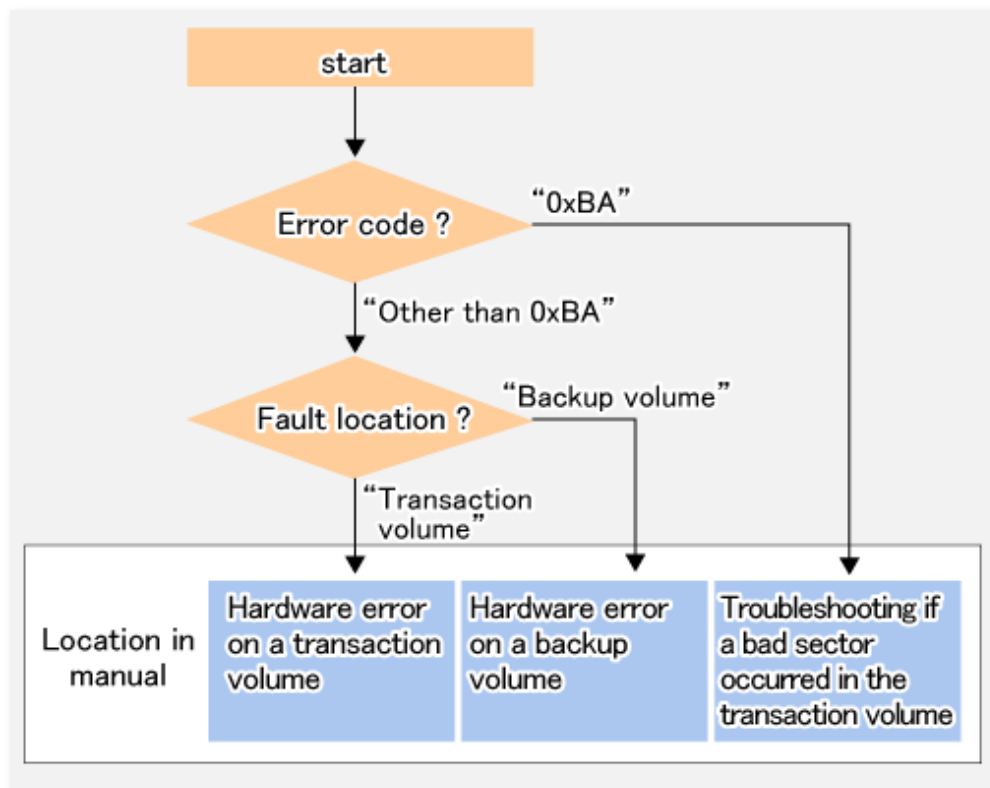 start
Error code ?
“0xBA”
“Other than 0xBA”
Fault location ?
“Backup volume”
“Transaction
volume”
Location in
manual
Hardware error
on a transaction
volume
Hardware error
on a backup
volume
Troubleshooting if
a bad sector
occurred in the
transaction volume